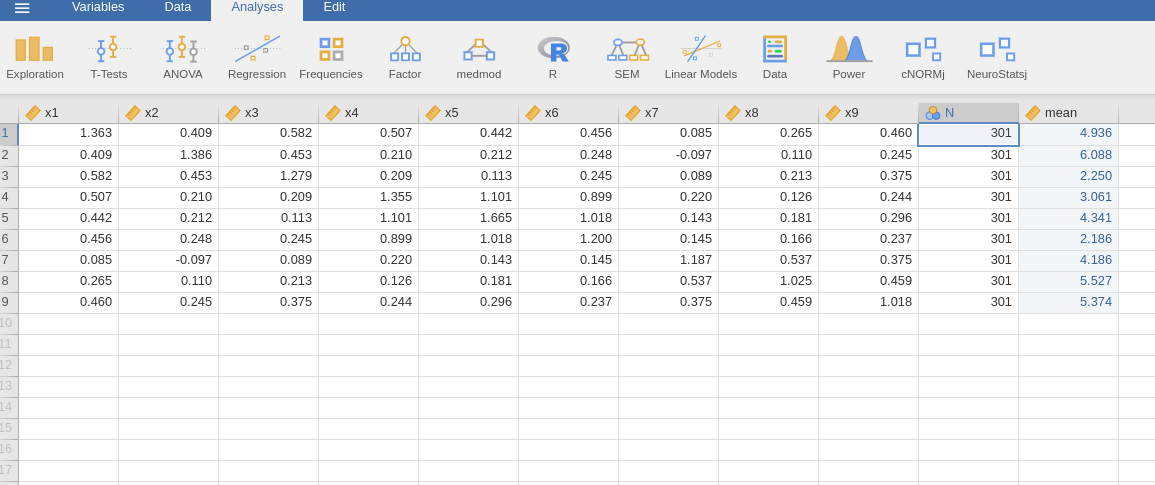 Variables Data Analyses Edit
Exploration T-Tests ANOVA Regression Frequencies Factor medmod R SEM Linear Models Data Power cNORMj NeuroStatsj
x1 x2 x3 x4 x5 x6 x7 x8 x9 N mean
1 1.363 0.409 0.582 0.507 0.442 0.456 0.085 0.265 0.460 301 4.936
2 0.409 1.386 0.453 0.210 0.212 0.248 -0.097 0.110 0.245 301 6.088
3 0.582 0.453 1.279 0.209 0.113 0.245 0.089 0.213 0.375 301 2.250
4 0.507 0.210 0.209 1.355 1.101 0.899 0.220 0.126 0.244 301 3.061
5 0.442 0.212 0.113 1.101 1.665 1.018 0.143 0.181 0.296 301 4.341
6 0.456 0.248 0.245 0.899 1.018 1.200 0.145 0.166 0.237 301 2.186
7 0.085 -0.097 0.089 0.220 0.143 0.145 1.187 0.537 0.375 301 4.186
8 0.265 0.110 0.213 0.126 0.181 0.166 0.537 1.025 0.459 301 5.527
9 0.460 0.245 0.375 0.244 0.296 0.237 0.375 0.459 1.018 301 5.374
10
11
12
13
14
15
16
17